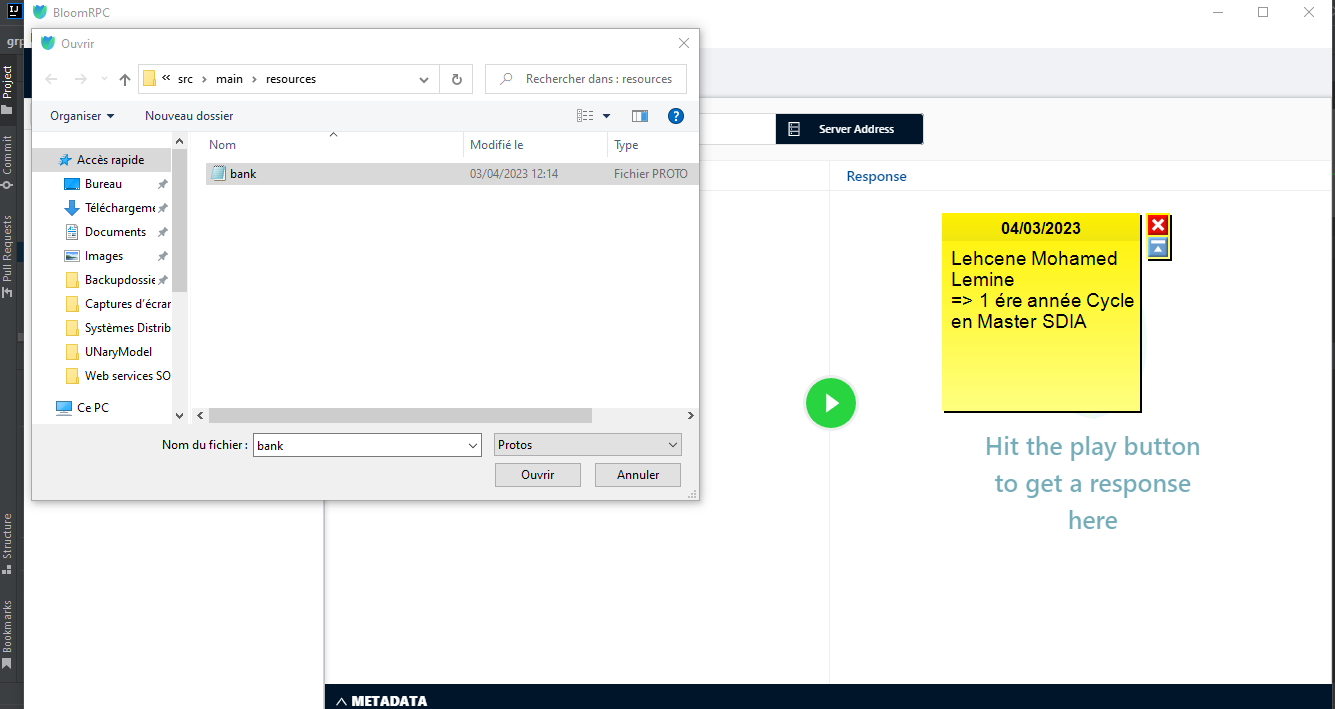 BloomRPC
Ouvrir
« src > main > resources
Rechercher dans : resources
Organiser
Nouveau dossier
Nom
Modifié le
Type
bank
03/04/2023 12:14
Fichier PROTO
Accès rapide
Bureau
Téléchargeme
Documents
Images
Backupdossie
Captures d'écran
Systèmes Distrib
UNaryModel
Web services SO
Ce PC
Nom du fichier :
bank
Protos
Ouvrir
Annuler
grp
Project
Commit
Pull Requests
Structure
Bookmarks
Server Address
Response
04/03/2023
Lehcene Mohamed
Lemine
=> 1 ére année Cycle
en Master SDIA
Hit the play button
to get a response
here
METADATA